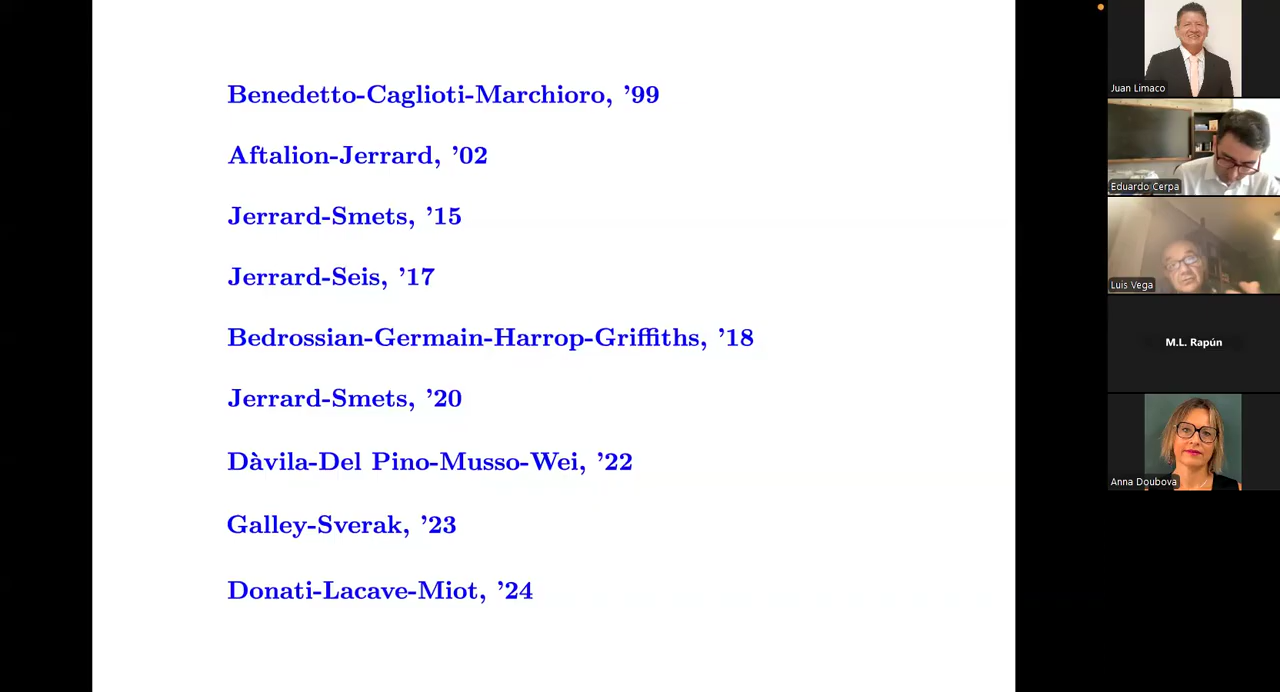 Benedetto-Caglioti-Marchioro, ’99
Aftalion-Jerrard, ’02
Jerrard-Smets, ’15
Jerrard-Seis, ’17
Bedrossian-Germain-Harrop-Griffiths, ’18
Jerrard-Smets, ’20
Dàvila-Del Pino-Musso-Wei, ’22
Galley-Sverak, ’23
Donati-Lacave-Miot, ’24
Juan Limaco
Eduardo Cerpa
Luis Vega
M.L. Rapún
Anna Doubova